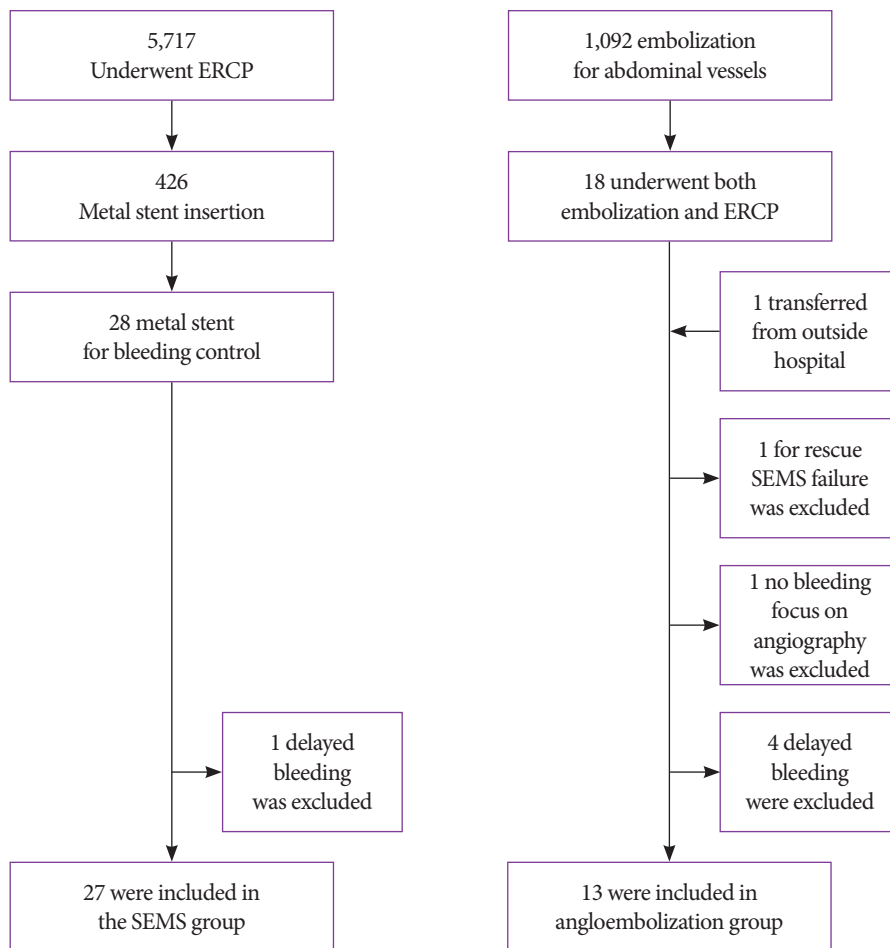 5,717
Underwent ERCP
426
Metal stent insertion
28 metal stent
for bleeding control
1 delayed
bleeding
was excluded
27 were included in
the SEMS group
1,092 embolization
for abdominal vessels
18 underwent both
embolization and ERCP
1 transferred
from outside
hospital
1 for rescue
SEMS failure
was excluded
1 no bleeding
focus on
angiography
was excluded
4 delayed
bleeding
were excluded
13 were included in
angloembolization group